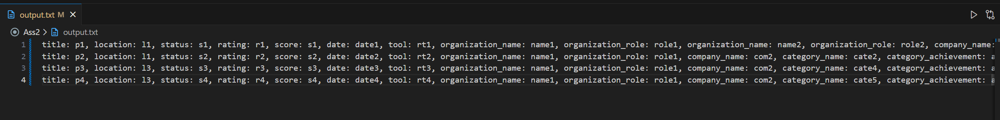 output.txt M
Ass2 > output.txt
1 title: p1, location: l1, status: s1, rating: r1, score: s1, date: date1, tool: rt1, organization_name: name1, organization_role: role1, organization_name: name2, organization_role: role2, company_name:
2 title: p2, location: l1, status: s2, rating: r2, score: s2, date: date2, tool: rt2, organization_name: name1, organization_role: role1, company_name: com2, category_name: cate2, category_achievement: a
3 title: p3, location: l3, status: s3, rating: r3, score: s3, date: date3, tool: rt3, organization_name: name1, organization_role: role1, company_name: com2, category_name: cate4, category_achievement: a
4 title: p4, location: l3, status: s4, rating: r4, score: s4, date: date4, tool: rt4, organization_name: name1, organization_role: role1, company_name: com2, category_name: cate5, category_achievement: a